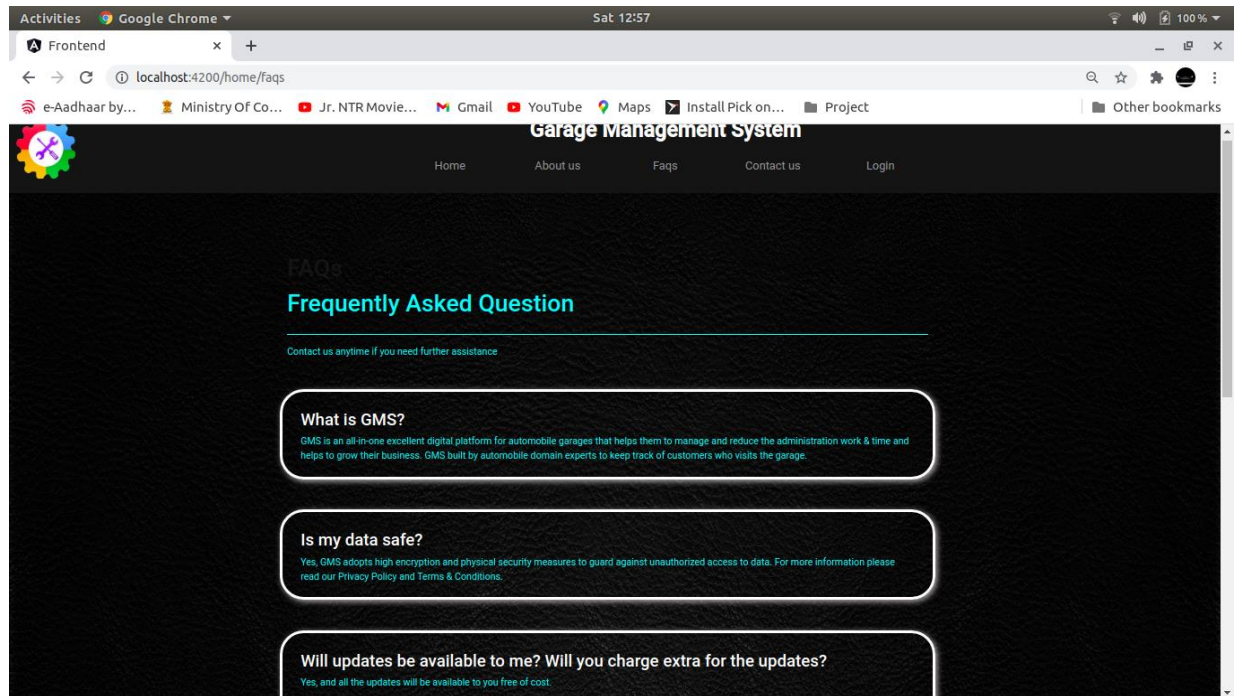 Activities Google Chrome Sat 12:57 100 %
Frontend
localhost:4200/home/faqs
e-Aadhaar by... Ministry Of Co... Jr. NTR Movie... Gmail YouTube Maps Install Pick on... Project Other bookmarks
Garage Management System
Home About us Faqs Contact us Login
FAQs
Frequently Asked Question
Contact us anytime if you need further assistance
What is GMS?
GMS is an all-in-one excellent digital platform for automobile garages that helps them to manage and reduce the administration work & time and
helps to grow their business. GMS built by automobile domain experts to keep track of customers who visits the garage.
Is my data safe?
Yes, GMS adopts high encryption and physical security measures to guard against unauthorized access to data. For more information please
read our Privacy Policy and Terms & Conditions.
Will updates be available to me? Will you charge extra for the updates?
Yes, and all the updates will be available to you free of cost.